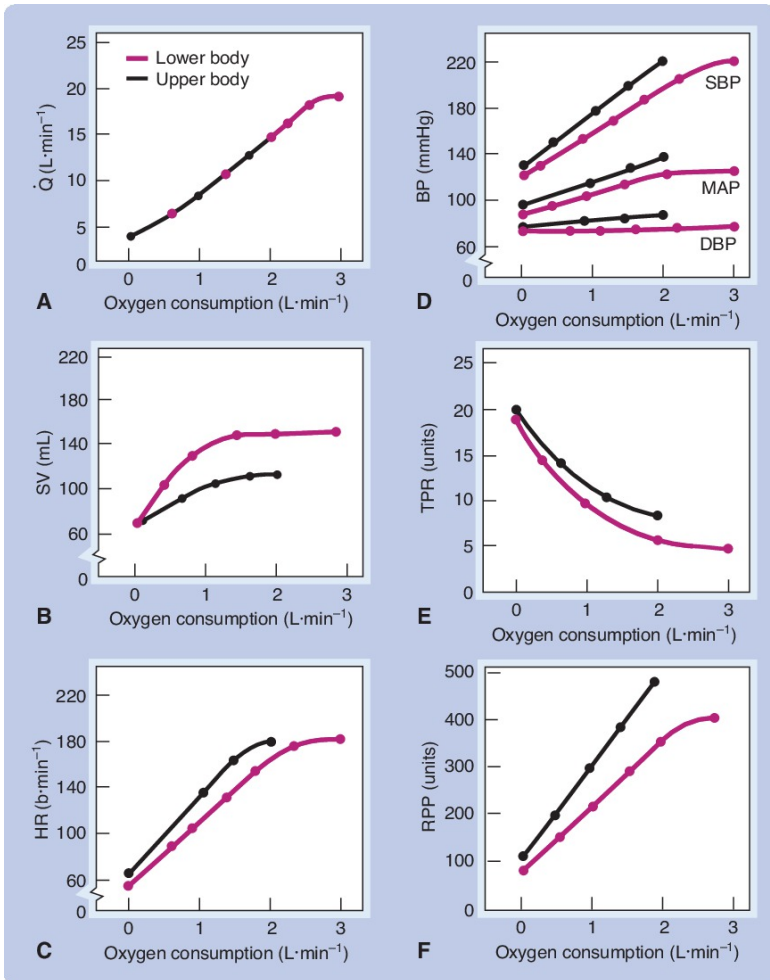 25
20
15
10
5
0
Q̇ (L·min⁻¹)
Lower body
Upper body
0 1 2 3
A
Oxygen consumption (L·min⁻¹)
220
180
140
100
60
0
BP (mmHg)
SBP
MAP
DBP
0 1 2 3
D
Oxygen consumption (L·min⁻¹)
220
180
140
100
60
0
SV (mL)
0 1 2 3
B
Oxygen consumption (L·min⁻¹)
25
20
15
10
5
0
TPR (units)
0 1 2 3
E
Oxygen consumption (L·min⁻¹)
220
180
140
100
60
0
HR (b·min⁻¹)
0 1 2 3
C
Oxygen consumption (L·min⁻¹)
500
400
300
200
100
0
RPP (units)
0 1 2 3
F
Oxygen consumption (L·min⁻¹)